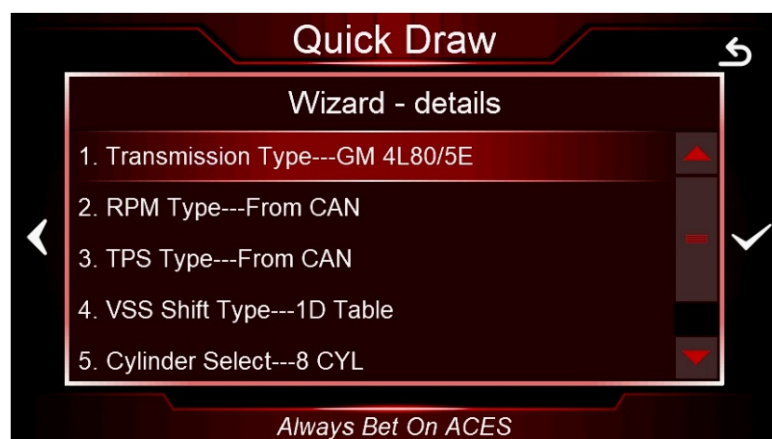 Quick Draw
Wizard - details
1. Transmission Type---GM 4L80/5E
2. RPM Type---From CAN
3. TPS Type---From CAN
4. VSS Shift Type---1D Table
5. Cylinder Select---8 CYL
Always Bet On ACES